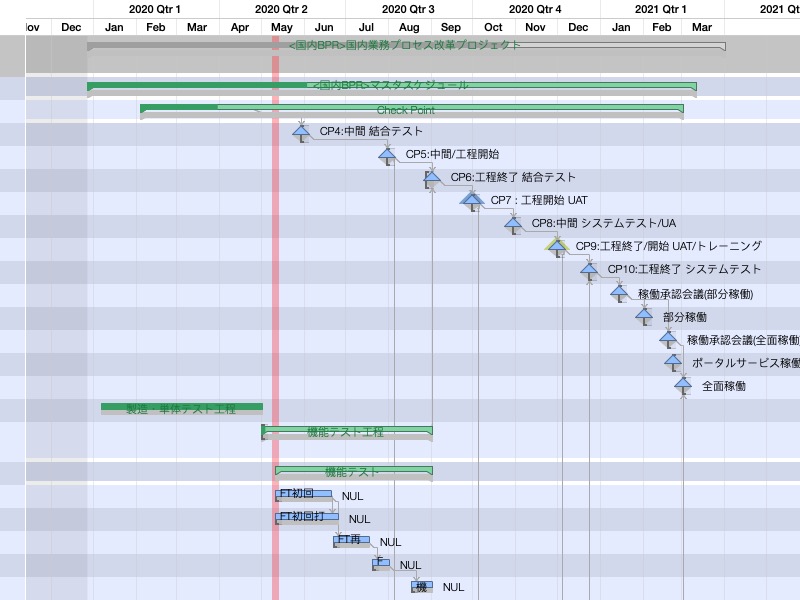 2020 Qtr 1 2020 Qtr 2 2020 Qtr 3 2020 Qtr 4 2021 Qtr 1 2021 Qt
ov Dec Jan Feb Mar Apr May Jun Jul Aug Sep Oct Nov Dec Jan Feb Mar
<国内BPR>国内業務プロセス改革プロジェクト
<国内BPR>マスタスケジュール
Check Point
CP4:中間 結合テスト
CP5:中間/工程開始
CP6:工程終了 結合テスト
CP7 : 工程開始 UAT
CP8:中間 システムテスト/UA
CP9:工程終了/開始 UAT/トレーニング
CP10:工程終了 システムテスト
稼働承認会議(部分稼働)
部分稼働
稼働承認会議(全面稼働
ポータルサービス稼働
全面稼働
製造・単体テスト工程
機能テスト工程
機能テスト
FT初回 NUL
FT初回打 NUL
FT再 NUL
F NUL
機 NUL